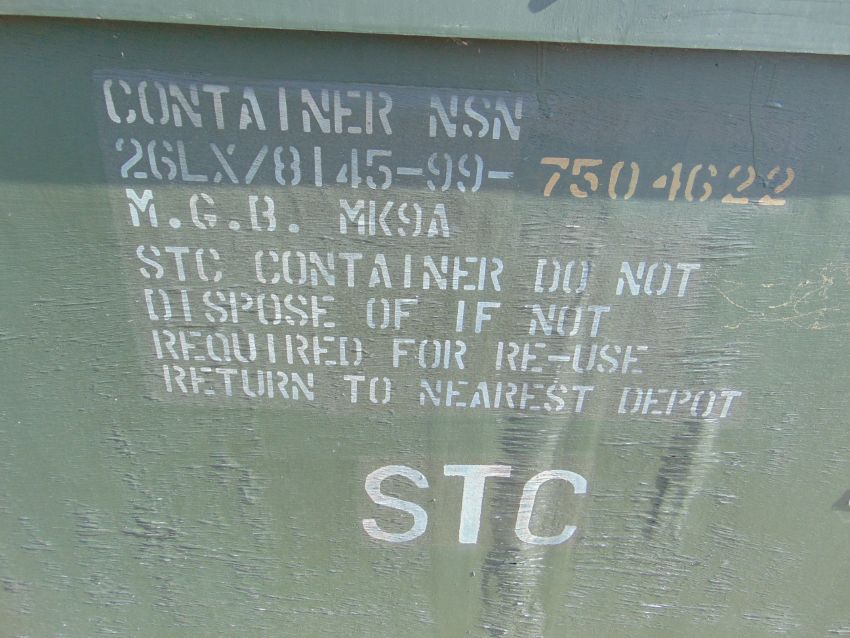 CONTAINER NSN
26LX/8145-99-7504622
M.G.B. MK9A
STC CONTAINER DO NOT
DISPOSE OF IF NOT
REQUIRED FOR RE-USE
RETURN TO NEAREST DEPOT
STC